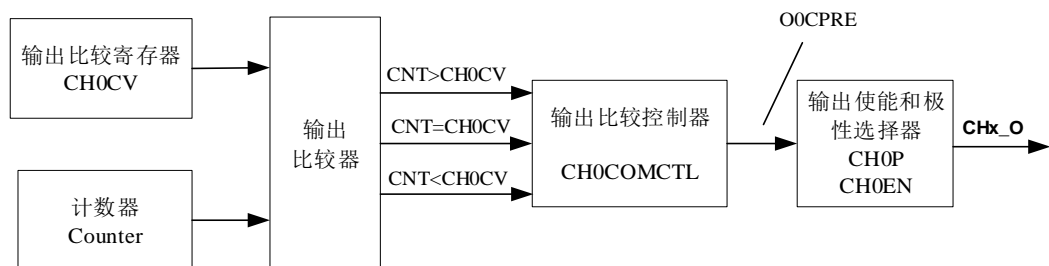 O0CPRE
输出比较寄存器
CH0CV
计数器
Counter
输出
比较器
CNT>CH0CV
CNT=CH0CV
CNT<CH0CV
输出比较控制器
CH0COMCTL
输出使能和极
性选择器
CH0P
CH0EN
CHx_O